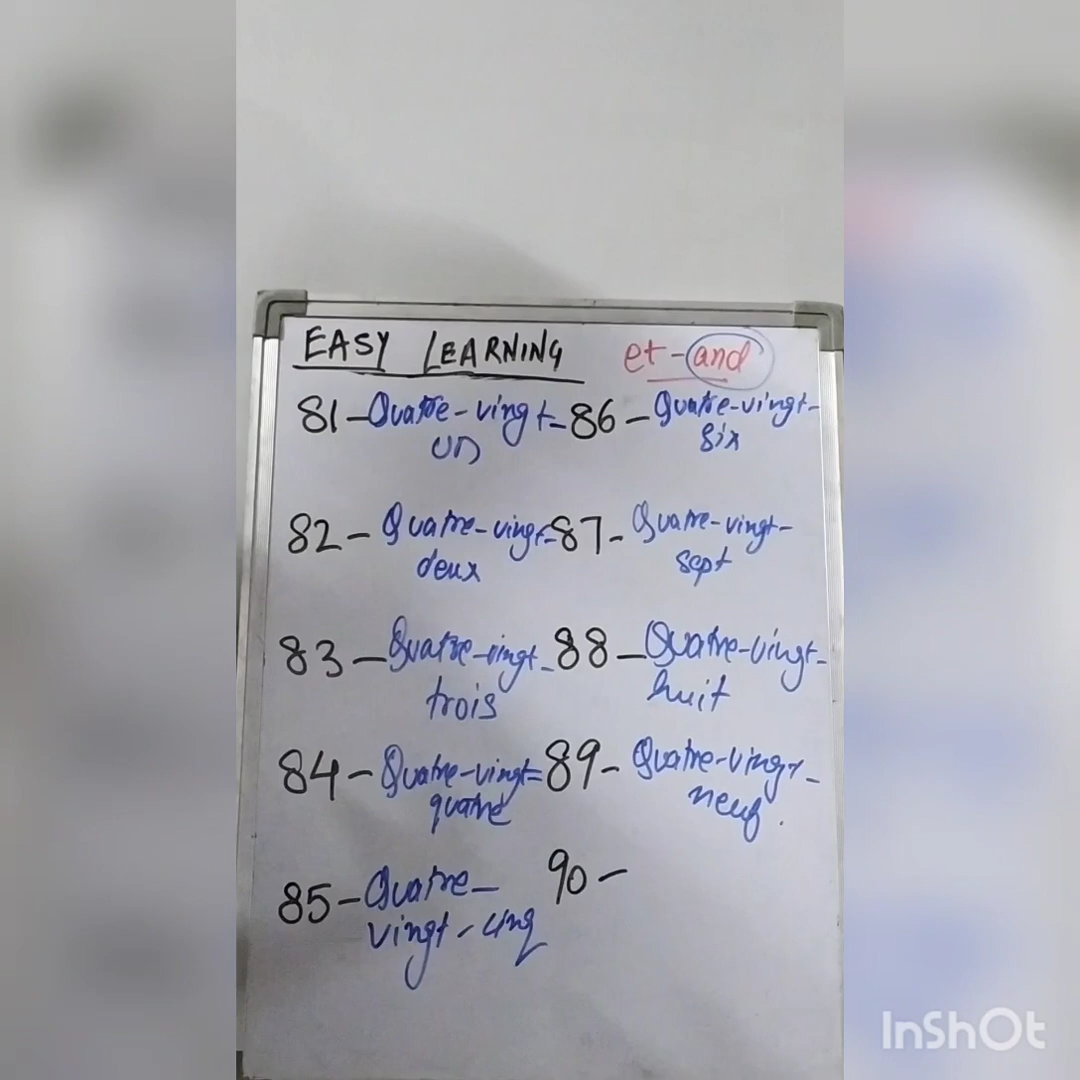 EASY LEARNING et-and
81-Quatre-vingt-
un
82-Quatre-vingt-
deux
83-Quatre-vingt-
trois
84-Quatre-vingt-
quatre
85-Quatre-
vingt-cinq
86-Quatre-vingt-
six
87-Quatre-vingt-
sept
88-Quatre-vingt-
huit
89-Quatre-vingt-
neuf.
90-
InShOt